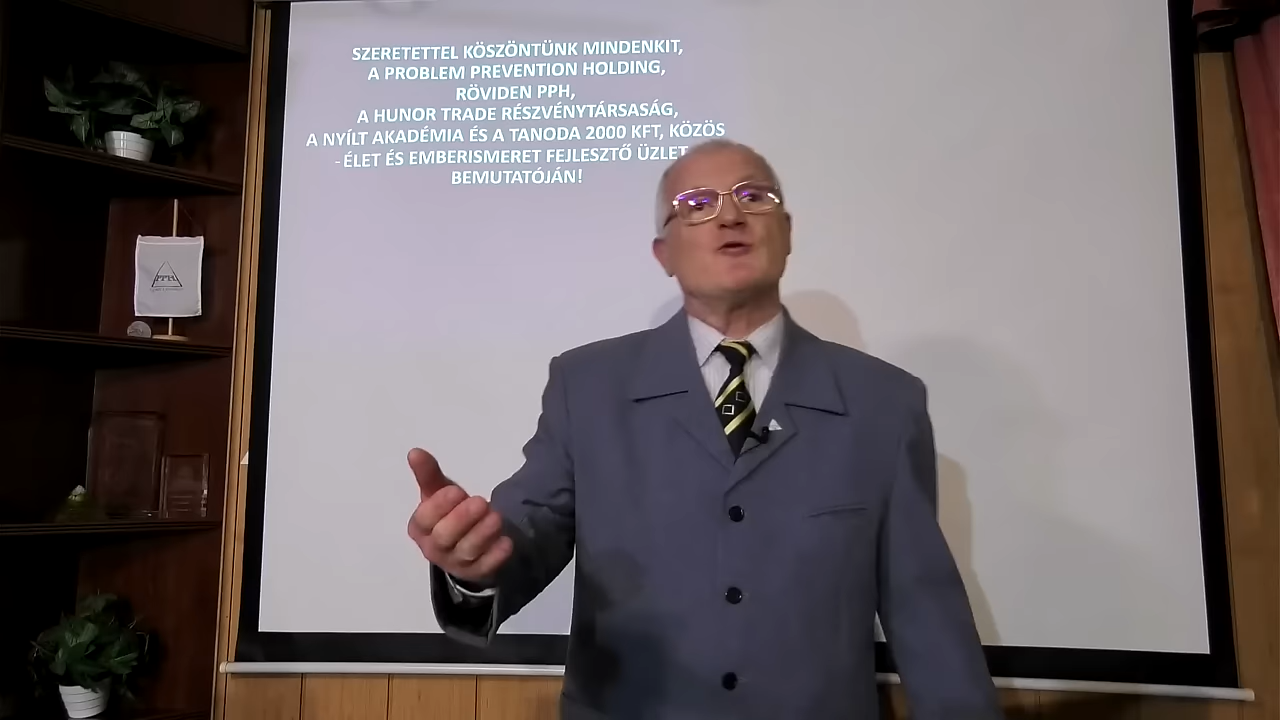 SZERETETTEL KÖSZÖNTÜNK MINDENKIT,
A PROBLEM PREVENTION HOLDING,
RÖVIDEN PPH,
A HUNOR TRADE RÉSZVÉNYTÁRSASÁG,
A NYÍLT AKADÉMIA ÉS A TANODA 2000 KFT, KÖZÖS
-ÉLET ÉS EMBERISMERET FEJLESZTŐ ÜZLET
BEMUTATÓJÁN!
PPH